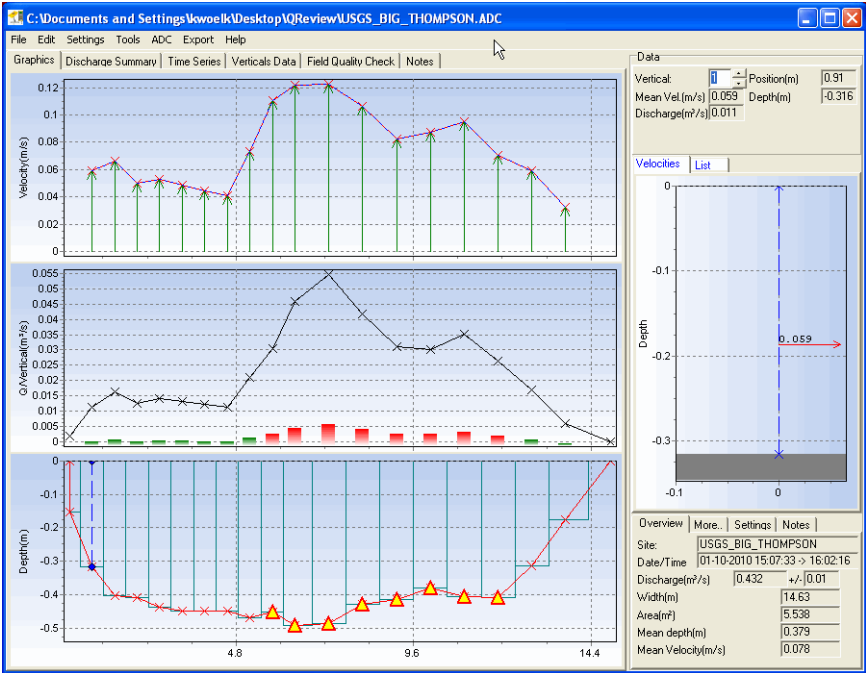 C:\Documents and Settings\kwoelk\Desktop\QReview\USGS_BIG_THOMPSON.ADC
File Edit Settings Tools ADC Export Help
Graphics Discharge Summary Time Series Verticals Data Field Quality Check Notes
Velocity(m/s)
0.12
0.1
0.08
0.06
0.04
0.02
0
Q/Vertical(m³/s)
0.055
0.05
0.045
0.04
0.035
0.03
0.025
0.02
0.015
0.01
0.005
0
Depth(m)
0
-0.1
-0.2
-0.3
-0.4
-0.5
4.8 9.6 14.4
Data
Vertical: 1 Position(m) 0.91
Mean Vel.(m/s) 0.059 Depth(m) -0.316
Discharge(m³/s) 0.011
Velocities List
Depth
0
-0.1
-0.2
-0.3
0.059
-0.1 0
Overview More.. Settings Notes
Site: USGS_BIG_THOMPSON
Date/Time 01-10-2010 15:07:33 -> 16:02:16
Discharge(m³/s) 0.432 +/- 0.01
Width(m) 14.63
Area(m²) 5.538
Mean depth(m) 0.379
Mean Velocity(m/s) 0.078